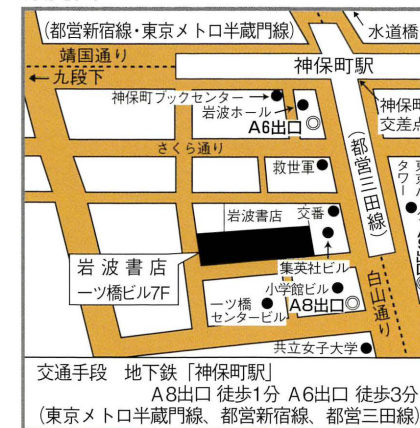 (都営新宿線・東京メトロ半蔵門線)
水道橋
靖国通り
神保町駅
←九段下
神保町ブックセンター
岩波ホール
A6出口◎
神保町
交差点
さくら通り
(都営三田線)
救世軍
岩波書店
交番
岩波書店
一ツ橋ビル7F
集英社ビル
小学館ビル
一ツ橋
センタービル
A8出口◎
白山通り
共立女子大学
交通手段 地下鉄「神保町駅」
A8出口 徒歩1分 A6出口 徒歩3分
(東京メトロ半蔵門線、都営新宿線、都営三田線)